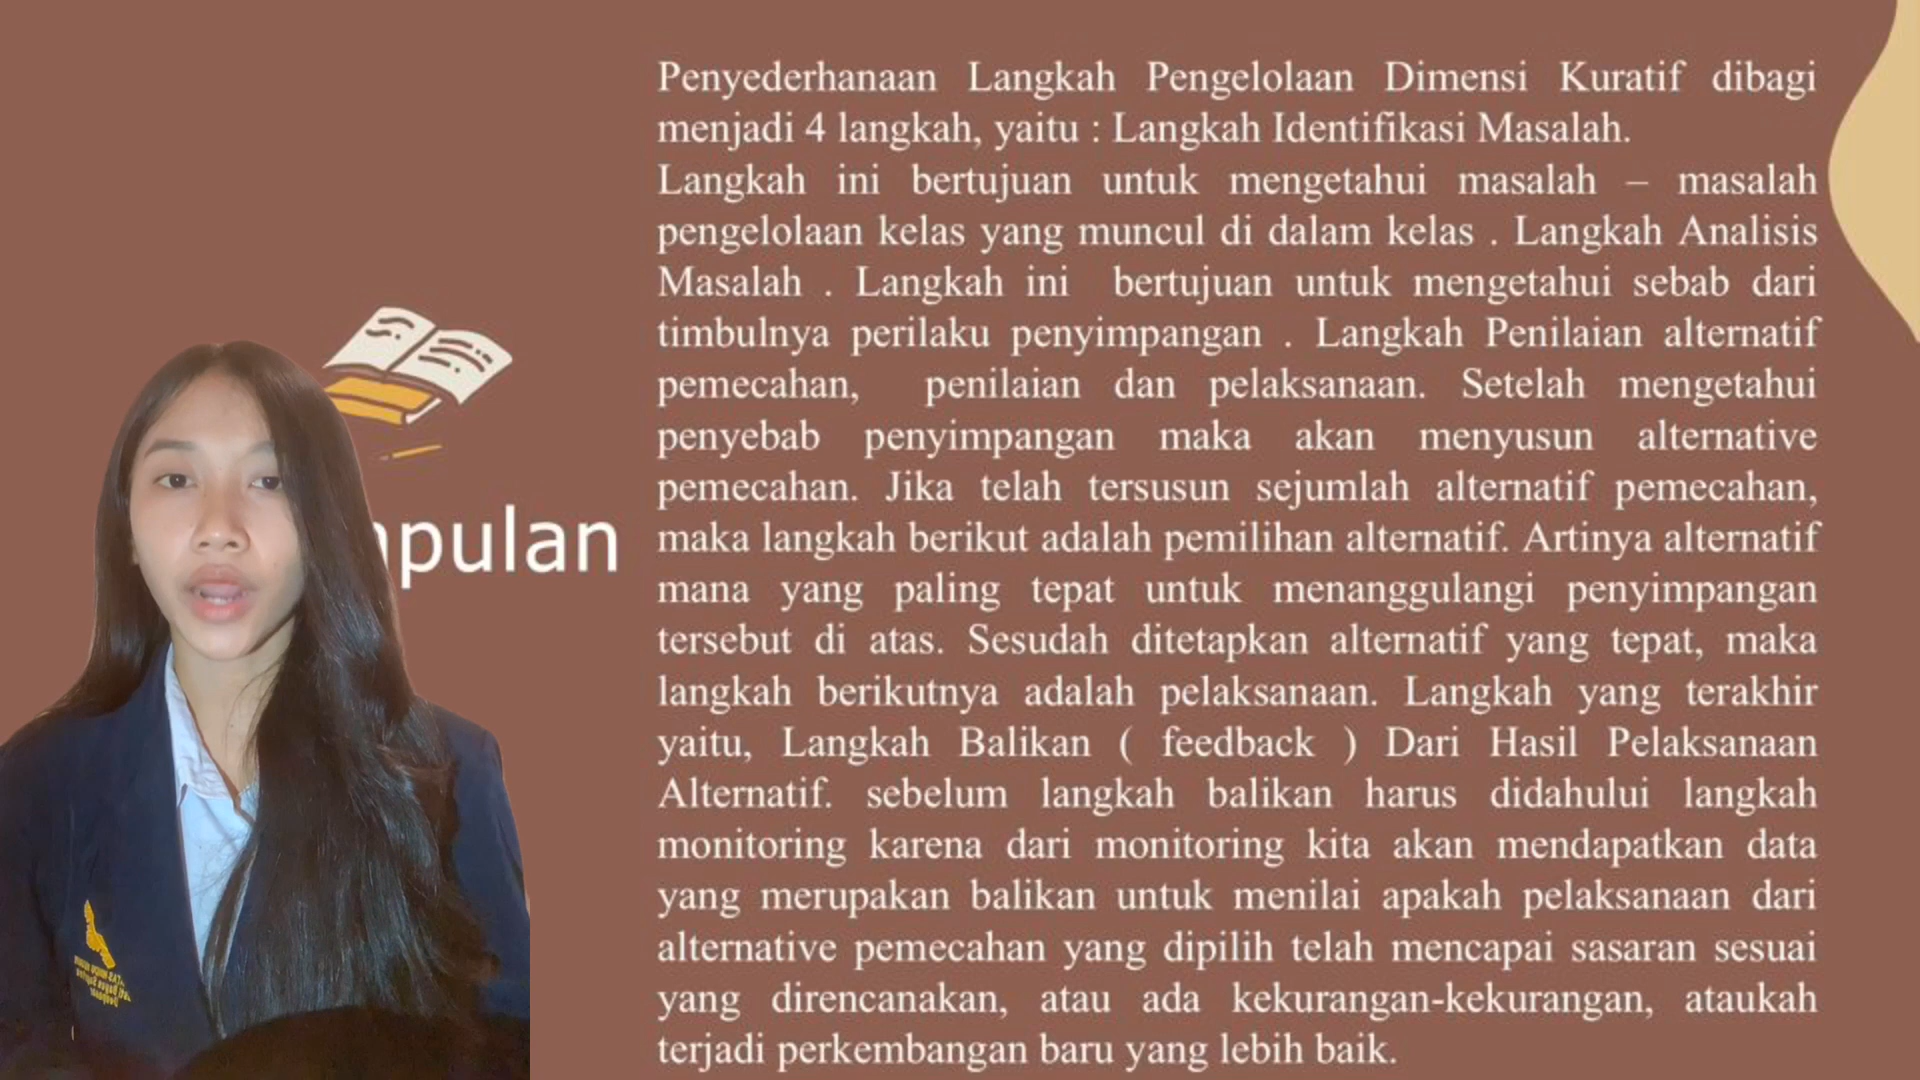 Penyederhanaan Langkah Pengelolaan Dimensi Kuratif dibagi
menjadi 4 langkah, yaitu : Langkah Identifikasi Masalah.
Langkah ini bertujuan untuk mengetahui masalah – masalah
pengelolaan kelas yang muncul di dalam kelas . Langkah Analisis
Masalah . Langkah ini bertujuan untuk mengetahui sebab dari
timbulnya perilaku penyimpangan . Langkah Penilaian alternatif
pemecahan, penilaian dan pelaksanaan. Setelah mengetahui
penyebab penyimpangan maka akan menyusun alternative
pemecahan. Jika telah tersusun sejumlah alternatif pemecahan,
maka langkah berikut adalah pemilihan alternatif. Artinya alternatif
mana yang paling tepat untuk menanggulangi penyimpangan
tersebut di atas. Sesudah ditetapkan alternatif yang tepat, maka
langkah berikutnya adalah pelaksanaan. Langkah yang terakhir
yaitu, Langkah Balikan ( feedback ) Dari Hasil Pelaksanaan
Alternatif. sebelum langkah balikan harus didahului langkah
monitoring karena dari monitoring kita akan mendapatkan data
yang merupakan balikan untuk menilai apakah pelaksanaan dari
alternative pemecahan yang dipilih telah mencapai sasaran sesuai
yang direncanakan, atau ada kekurangan-kekurangan, ataukah
terjadi perkembangan baru yang lebih baik.